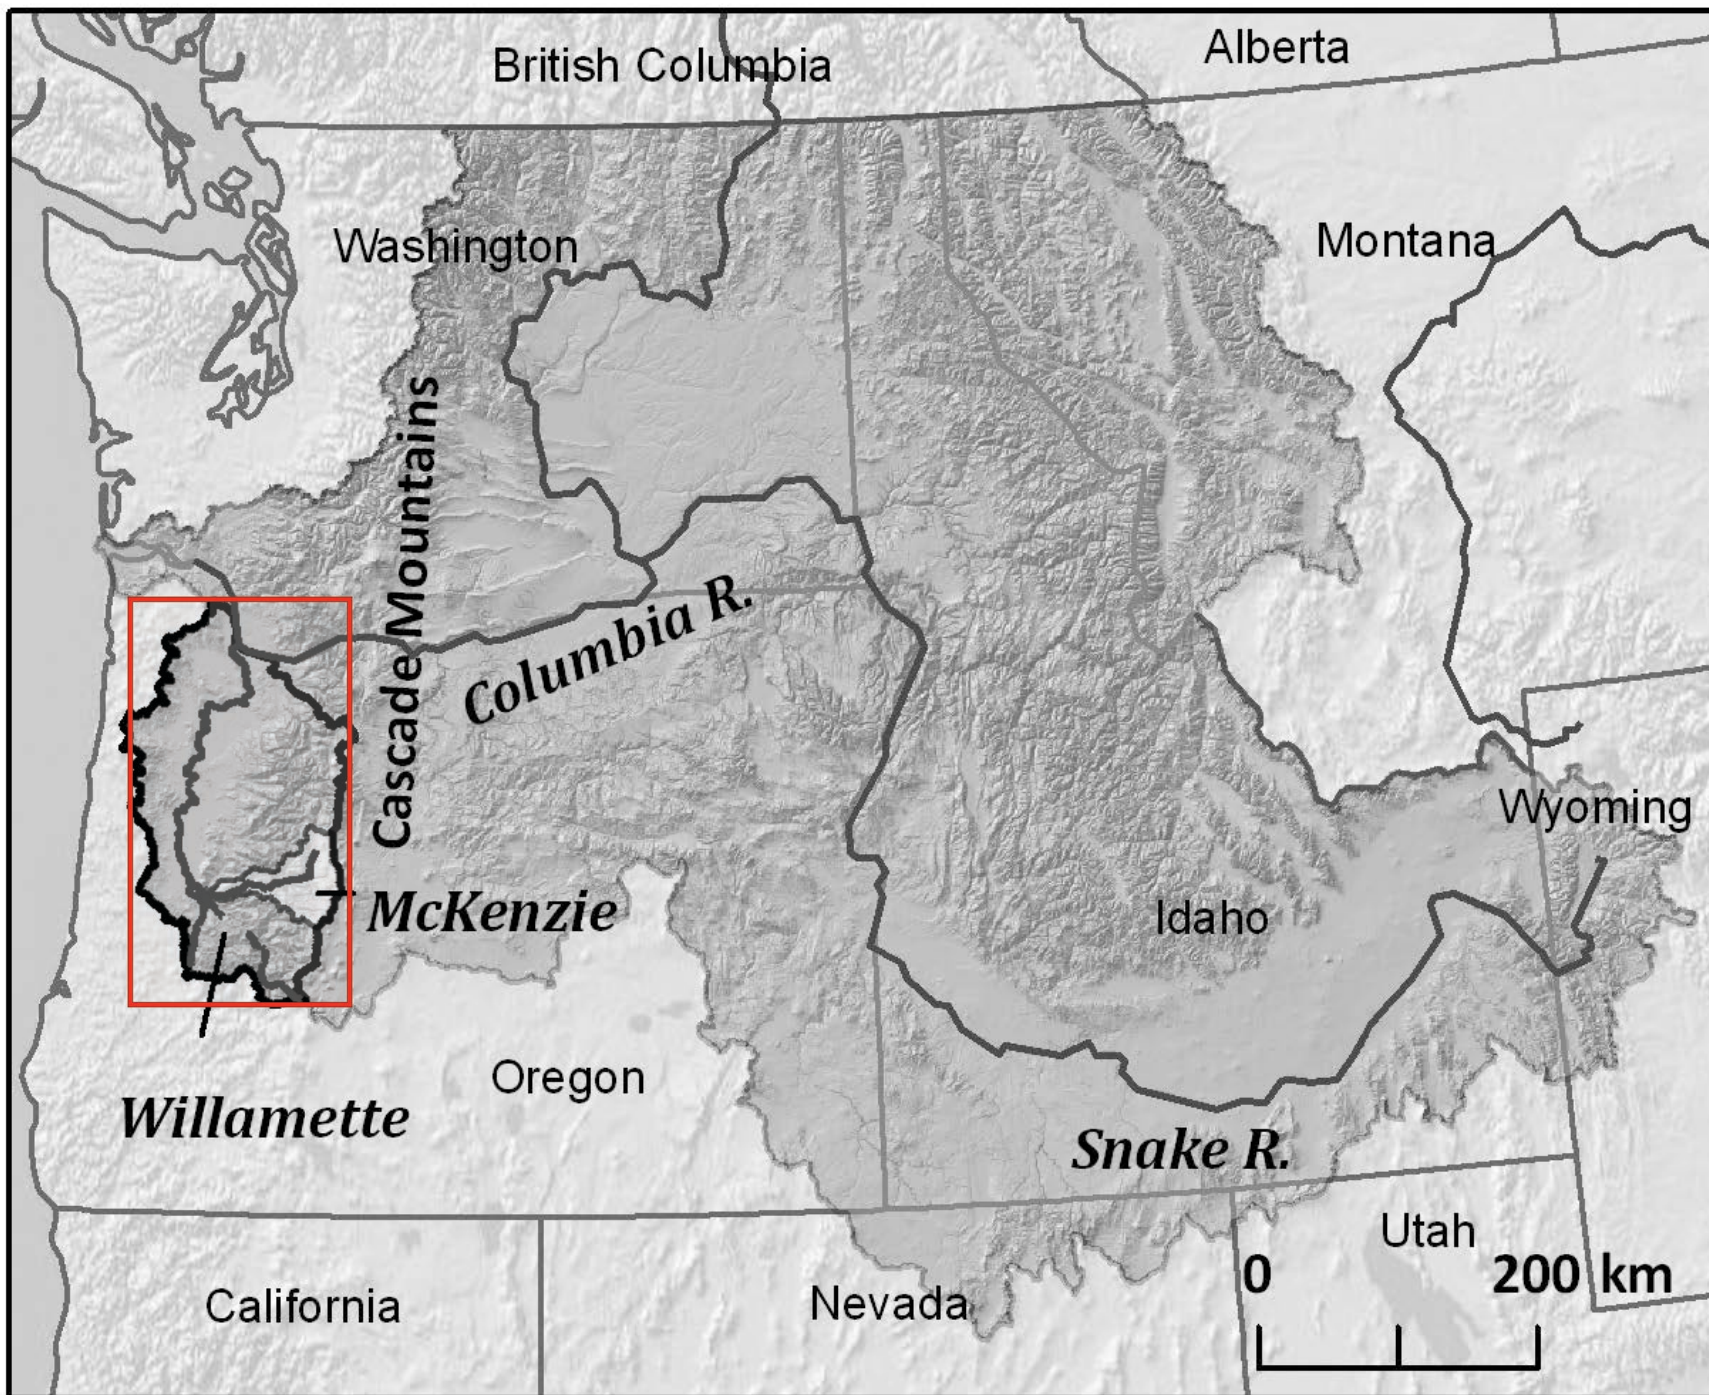 British Columbia
Alberta
Washington
Montana
Cascade Mountains
Columbia R.
Wyoming
McKenzie
Idaho
Oregon
Willamette
Snake R.
Utah
0 200 km
California
Nevada